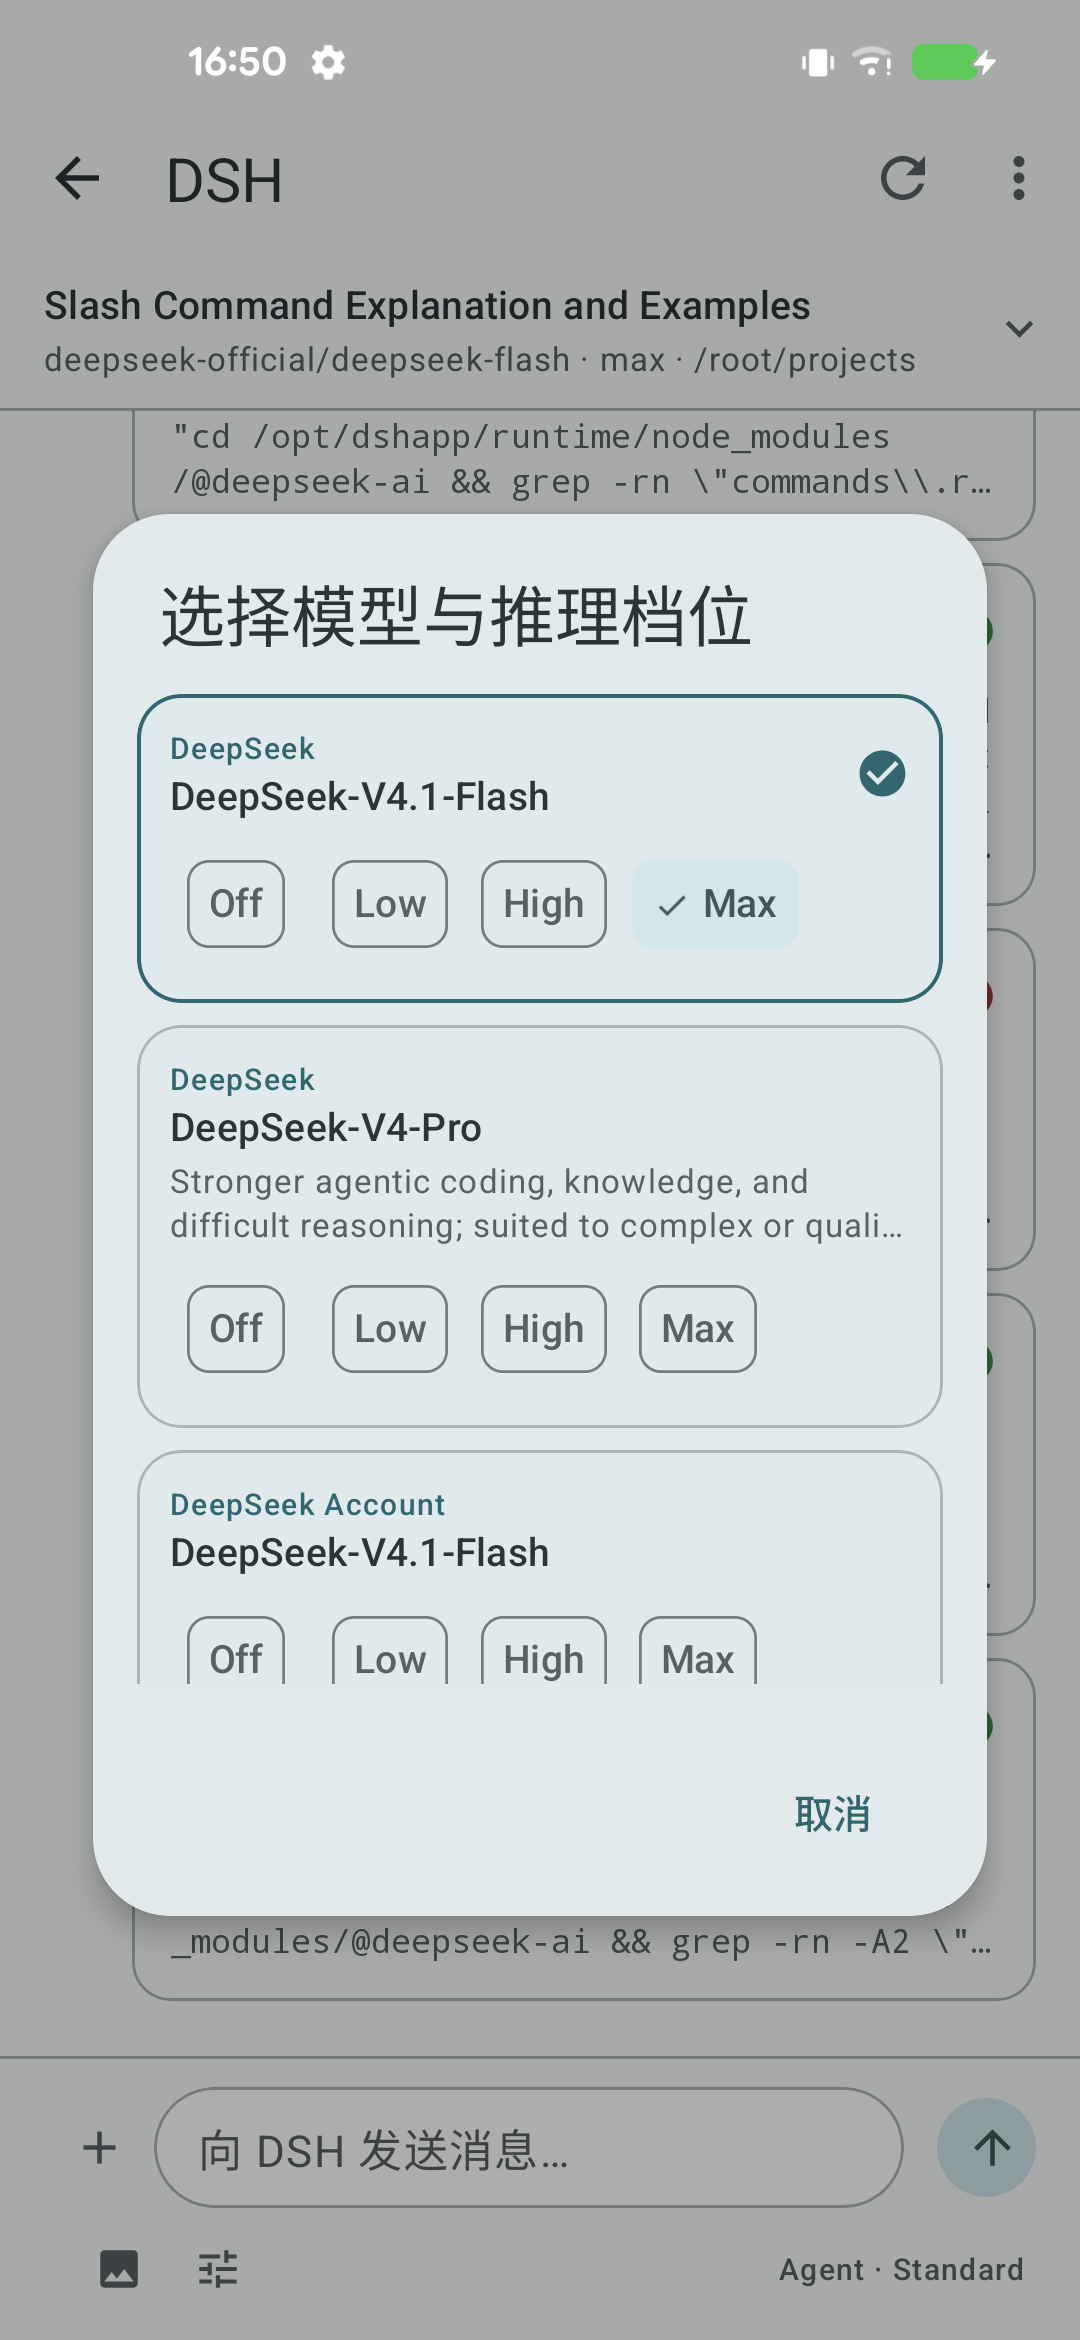 16:50
DSH
Slash Command Explanation and Examples
deepseek-official/deepseek-flash · max · /root/projects
"cd /opt/dshapp/runtime/node_modules
/@deepseek-ai && grep -rn \"commands\\.r…
选择模型与推理档位
DeepSeek
DeepSeek-V4.1-Flash
Off Low High Max
DeepSeek
DeepSeek-V4-Pro
Stronger agentic coding, knowledge, and
difficult reasoning; suited to complex or quali…
Off Low High Max
DeepSeek Account
DeepSeek-V4.1-Flash
Off Low High Max
取消
_modules/@deepseek-ai && grep -rn -A2 \"…
向 DSH 发送消息…
Agent · Standard